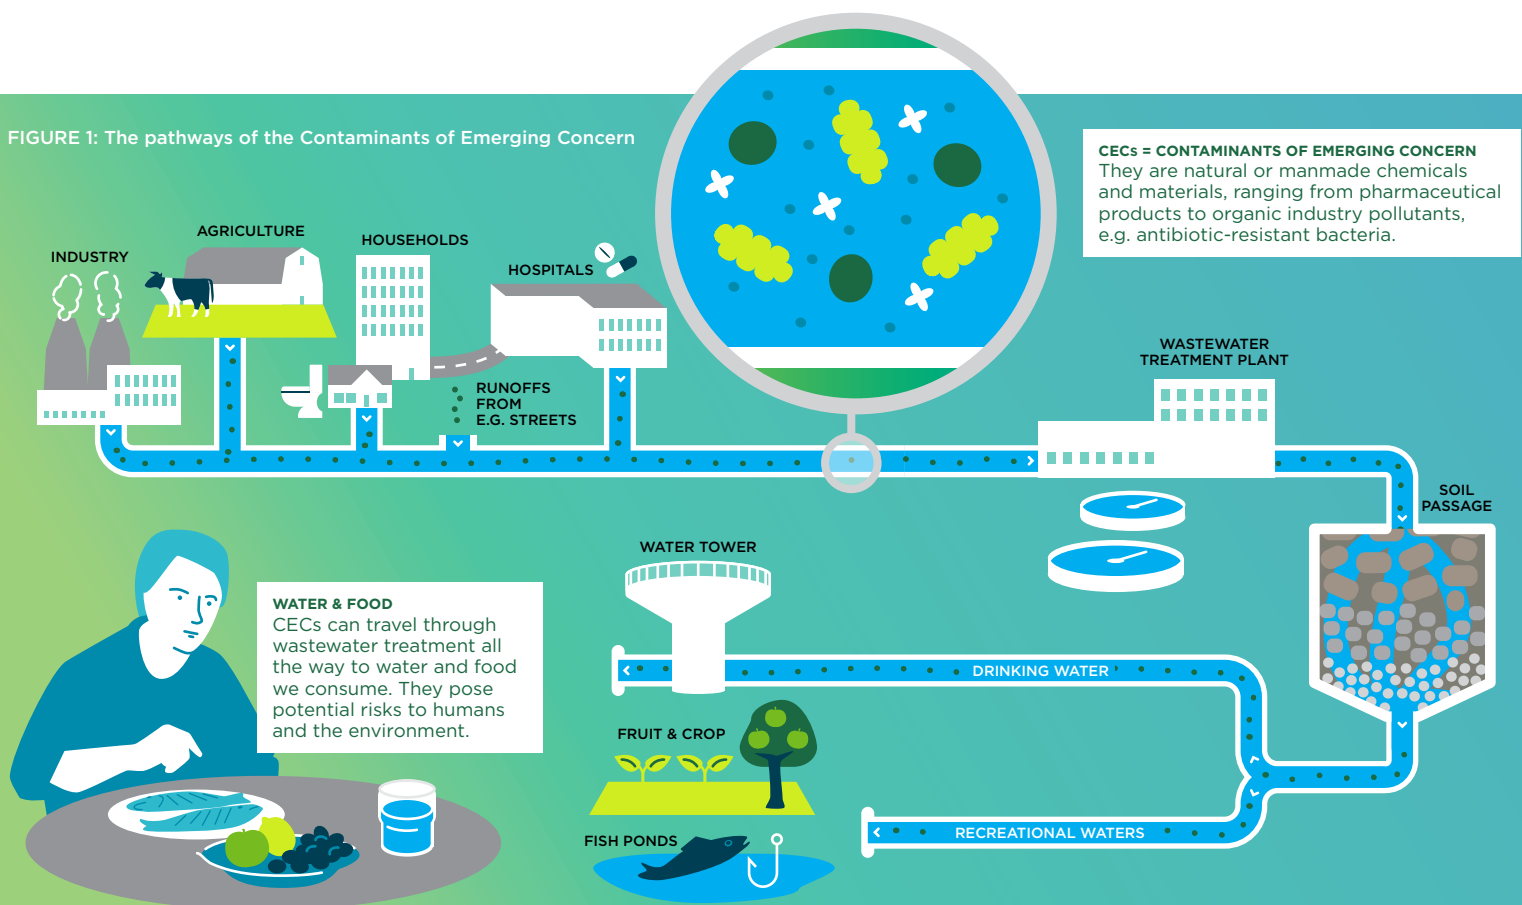 FIGURE 1: The pathways of the Contaminants of Emerging Concern
CECs = CONTAMINANTS OF EMERGING CONCERN
They are natural or manmade chemicals
and materials, ranging from pharmaceutical
products to organic industry pollutants,
e.g. antibiotic-resistant bacteria.
INDUSTRY
AGRICULTURE
HOUSEHOLDS
HOSPITALS
RUNOFFS
FROM
E.G. STREETS
WASTEWATER
TREATMENT PLANT
SOIL
PASSAGE
WATER TOWER
DRINKING WATER
WATER & FOOD
CECs can travel through
wastewater treatment all
the way to water and food
we consume. They pose
potential risks to humans
and the environment.
FRUIT & CROP
RECREATIONAL WATERS
FISH PONDS